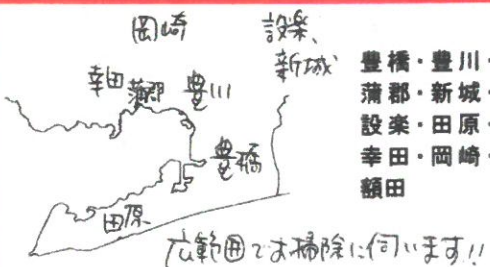 岡崎
設楽、
新城
幸田
蒲郡
豊川
豊橋
田原
広範囲でお掃除に伺います!!
豊橋・豊川・
蒲郡・新城・
設楽・田原・
幸田・岡崎・
額田